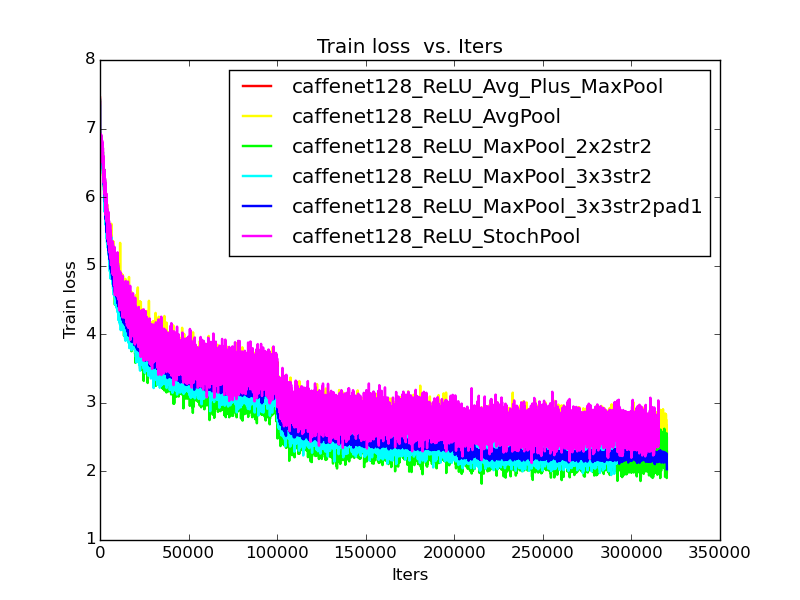 Train loss  vs. Iters
8
7
6
5
4
3
2
1
Train loss
caffenet128_ReLU_Avg_Plus_MaxPool
caffenet128_ReLU_AvgPool
caffenet128_ReLU_MaxPool_2x2str2
caffenet128_ReLU_MaxPool_3x3str2
caffenet128_ReLU_MaxPool_3x3str2pad1
caffenet128_ReLU_StochPool
0 50000 100000 150000 200000 250000 300000 350000
Iters